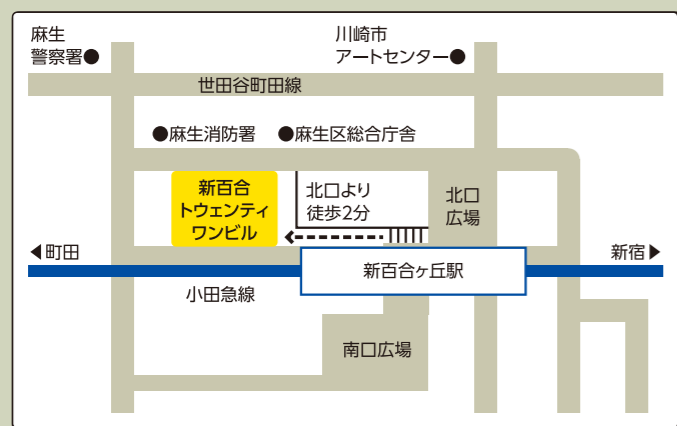 麻生
警察署●
川崎市
アートセンター●
世田谷町田線
●麻生消防署
●麻生区総合庁舎
新百合
トウェンティ
ワンビル
北口より
徒歩2分
北口
広場
◀町田
新宿▶
新百合ヶ丘駅
小田急線
南口広場